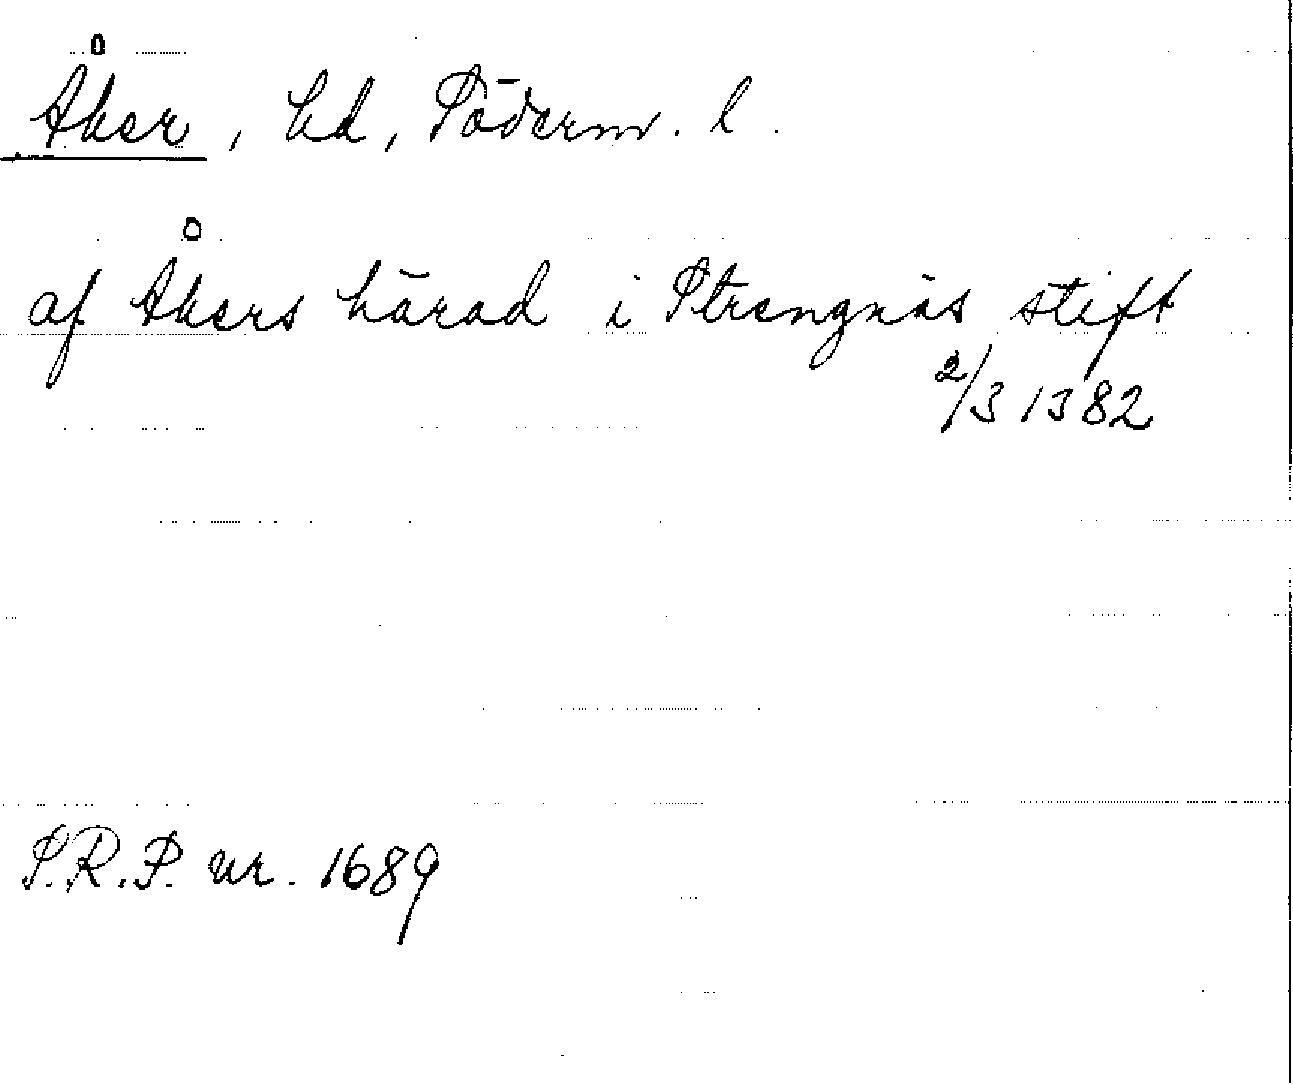 Åker, hd, Söderm. l.
af Åkers härad i Strengnäs stift
2/3 1382
S.R.P. nr. 1689